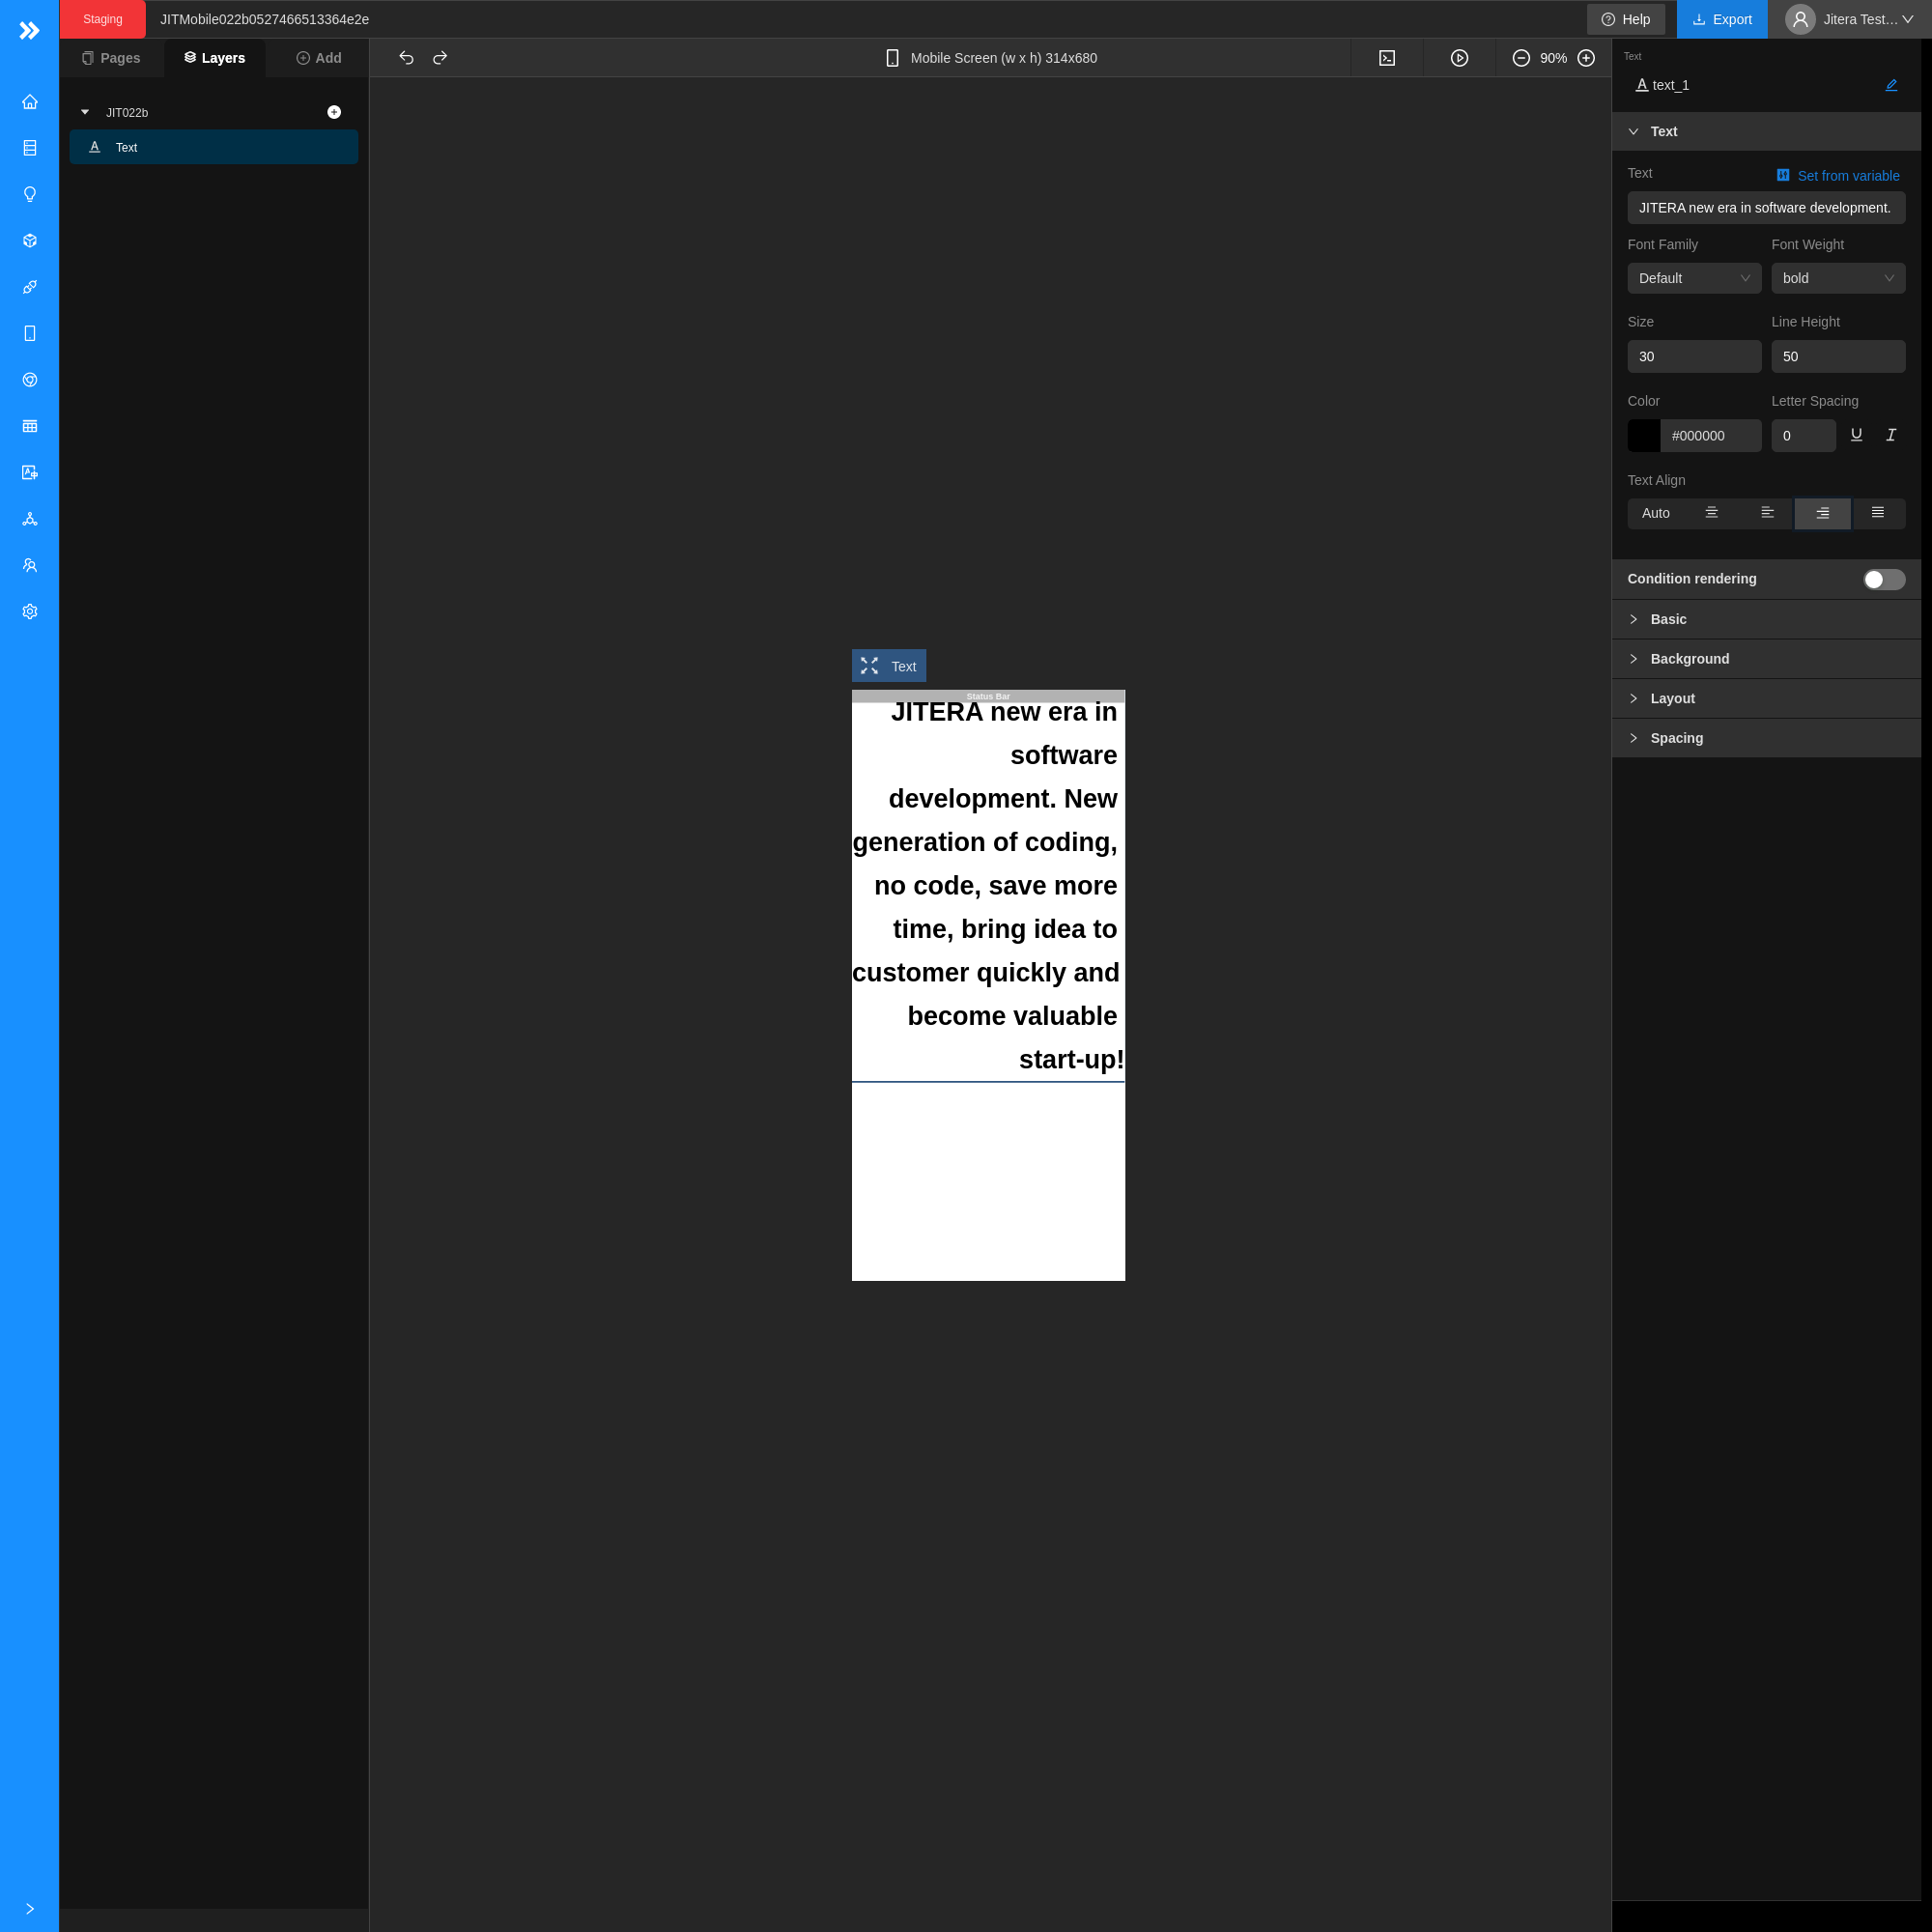 Staging
JITMobile022b0527466513364e2e
Help
Export
Jitera Test...
Pages
Layers
Add
Mobile Screen (w x h) 314x680
90%
JIT022b
Text
Text
text_1
Text
Text
Set from variable
JITERA new era in software development.
Font Family
Font Weight
Default
bold
Size
Line Height
30
50
Color
Letter Spacing
#000000
0
Text Align
Auto
Condition rendering
Basic
Background
Layout
Spacing
Text
Status Bar
JITERA new era in
software
development. New
generation of coding,
no code, save more
time, bring idea to
customer quickly and
become valuable
start-up!